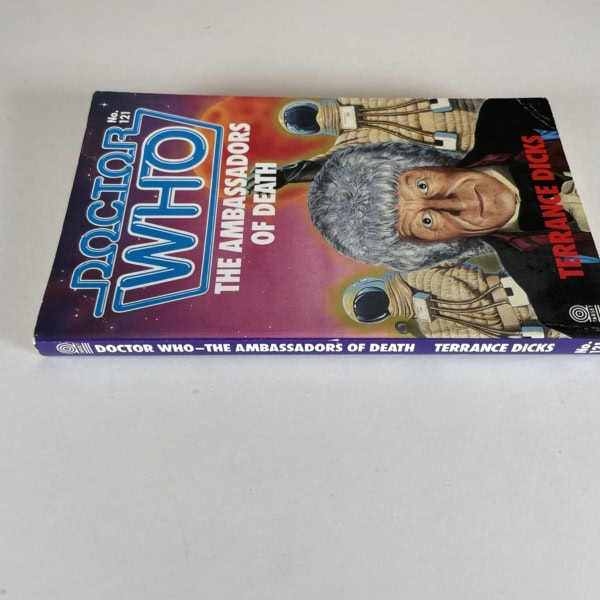 DOCTOR
WHO
No.
121
THE AMBASSADORS
OF DEATH
TERRANCE DICKS
TARGET
DOCTOR WHO–THE AMBASSADORS OF DEATH TERRANCE DICKS
No.
121